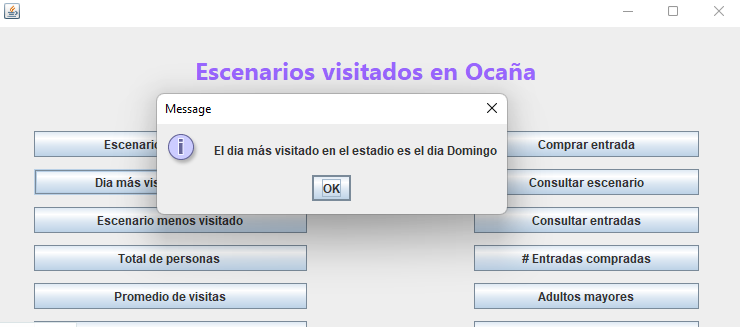 Escenarios visitados en Ocaña
Message
El dia más visitado en el estadio es el dia Domingo
OK
Escenario
Comprar entrada
Dia más vis
Consultar escenario
Escenario menos visitado
Consultar entradas
Total de personas
# Entradas compradas
Promedio de visitas
Adultos mayores